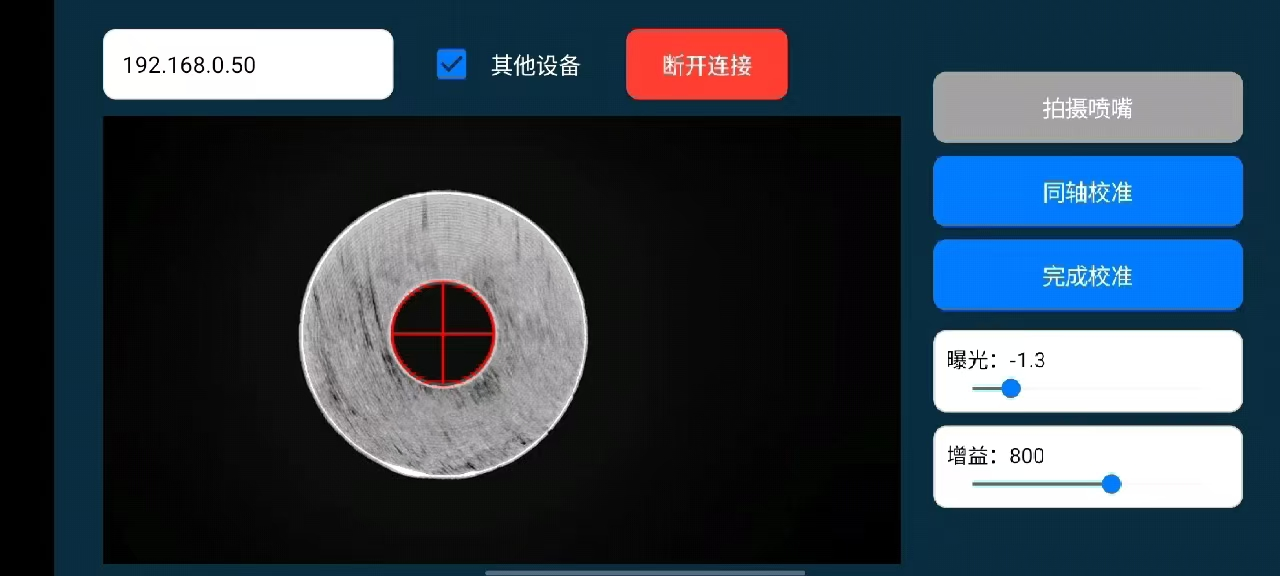 192.168.0.50
其他设备
断开连接
拍摄喷嘴
同轴校准
完成校准
曝光：-1.3
增益：800